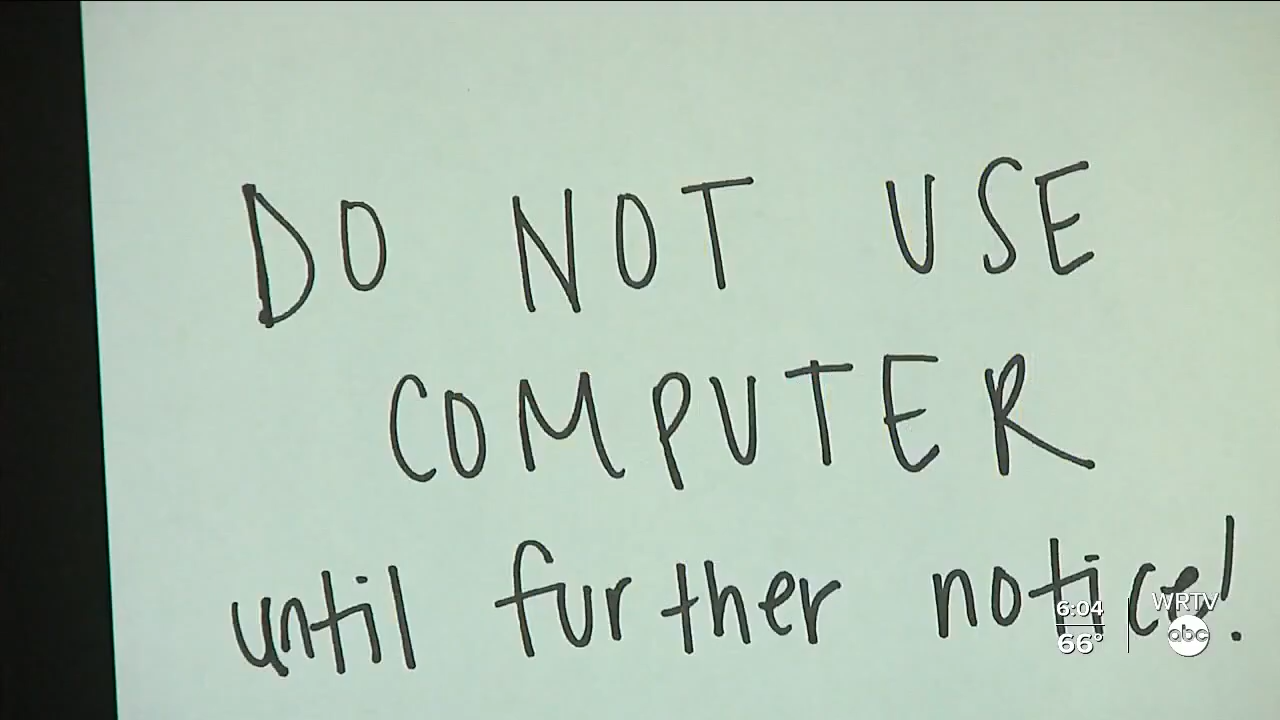 DO NOT USE
COMPUTER
until further notice!
6:04
66°
WRTV
abc